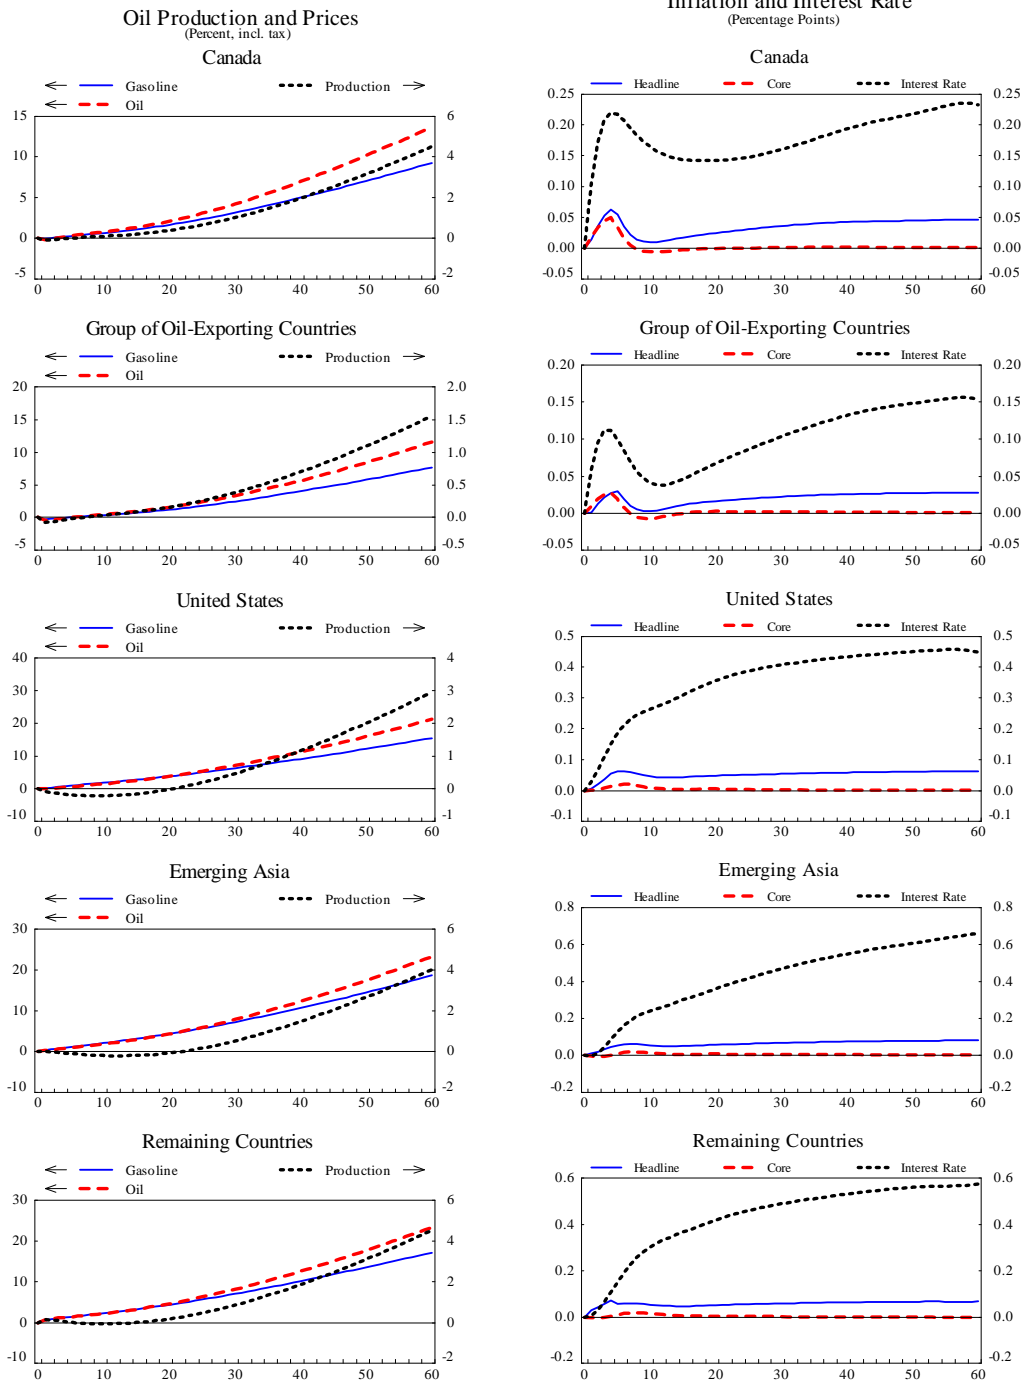 Oil Production and Prices
(Percent, incl. tax)
Canada
Gasoline
Production
Oil
15
10
5
0
-5
6
4
2
0
-2
0 10 20 30 40 50 60
Group of Oil-Exporting Countries
Gasoline
Production
Oil
20
15
10
5
0
-5
2.0
1.5
1.0
0.5
0.0
-0.5
0 10 20 30 40 50 60
United States
Gasoline
Production
Oil
40
30
20
10
0
-10
4
3
2
1
0
-1
0 10 20 30 40 50 60
Emerging Asia
Gasoline
Production
Oil
30
20
10
0
-10
6
4
2
0
-2
0 10 20 30 40 50 60
Remaining Countries
Gasoline
Production
Oil
30
20
10
0
-10
6
4
2
0
-2
0 10 20 30 40 50 60
Inflation and Interest Rate
(Percentage Points)
Canada
Headline Core Interest Rate
0.25
0.20
0.15
0.10
0.05
0.00
-0.05
0.25
0.20
0.15
0.10
0.05
0.00
-0.05
0 10 20 30 40 50 60
Group of Oil-Exporting Countries
Headline Core Interest Rate
0.20
0.15
0.10
0.05
0.00
-0.05
0.20
0.15
0.10
0.05
0.00
-0.05
0 10 20 30 40 50 60
United States
Headline Core Interest Rate
0.5
0.4
0.3
0.2
0.1
0.0
-0.1
0.5
0.4
0.3
0.2
0.1
0.0
-0.1
0 10 20 30 40 50 60
Emerging Asia
Headline Core Interest Rate
0.8
0.6
0.4
0.2
0.0
-0.2
0.8
0.6
0.4
0.2
0.0
-0.2
0 10 20 30 40 50 60
Remaining Countries
Headline Core Interest Rate
0.6
0.4
0.2
0.0
-0.2
0.6
0.4
0.2
0.0
-0.2
0 10 20 30 40 50 60